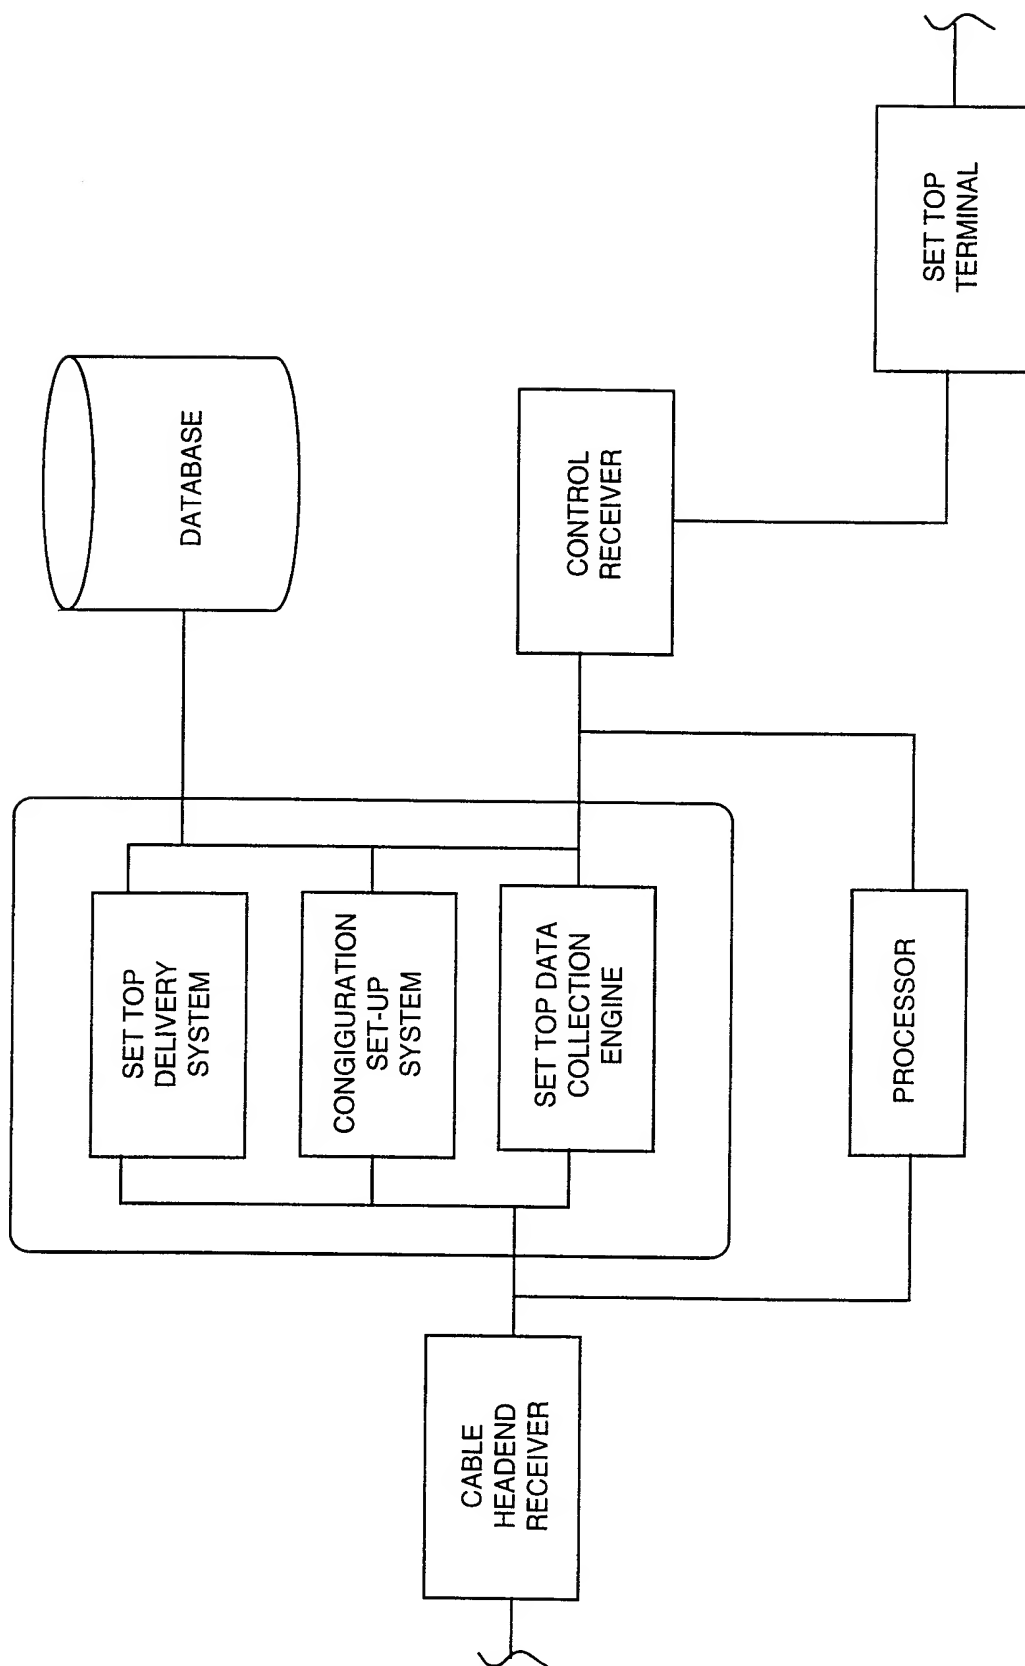 CABLE
HEADEND
RECEIVER
SET TOP
DELIVERY
SYSTEM
CONGIGURATION
SET-UP
SYSTEM
SET TOP DATA
COLLECTION
ENGINE
PROCESSOR
DATABASE
CONTROL
RECEIVER
SET TOP
TERMINAL